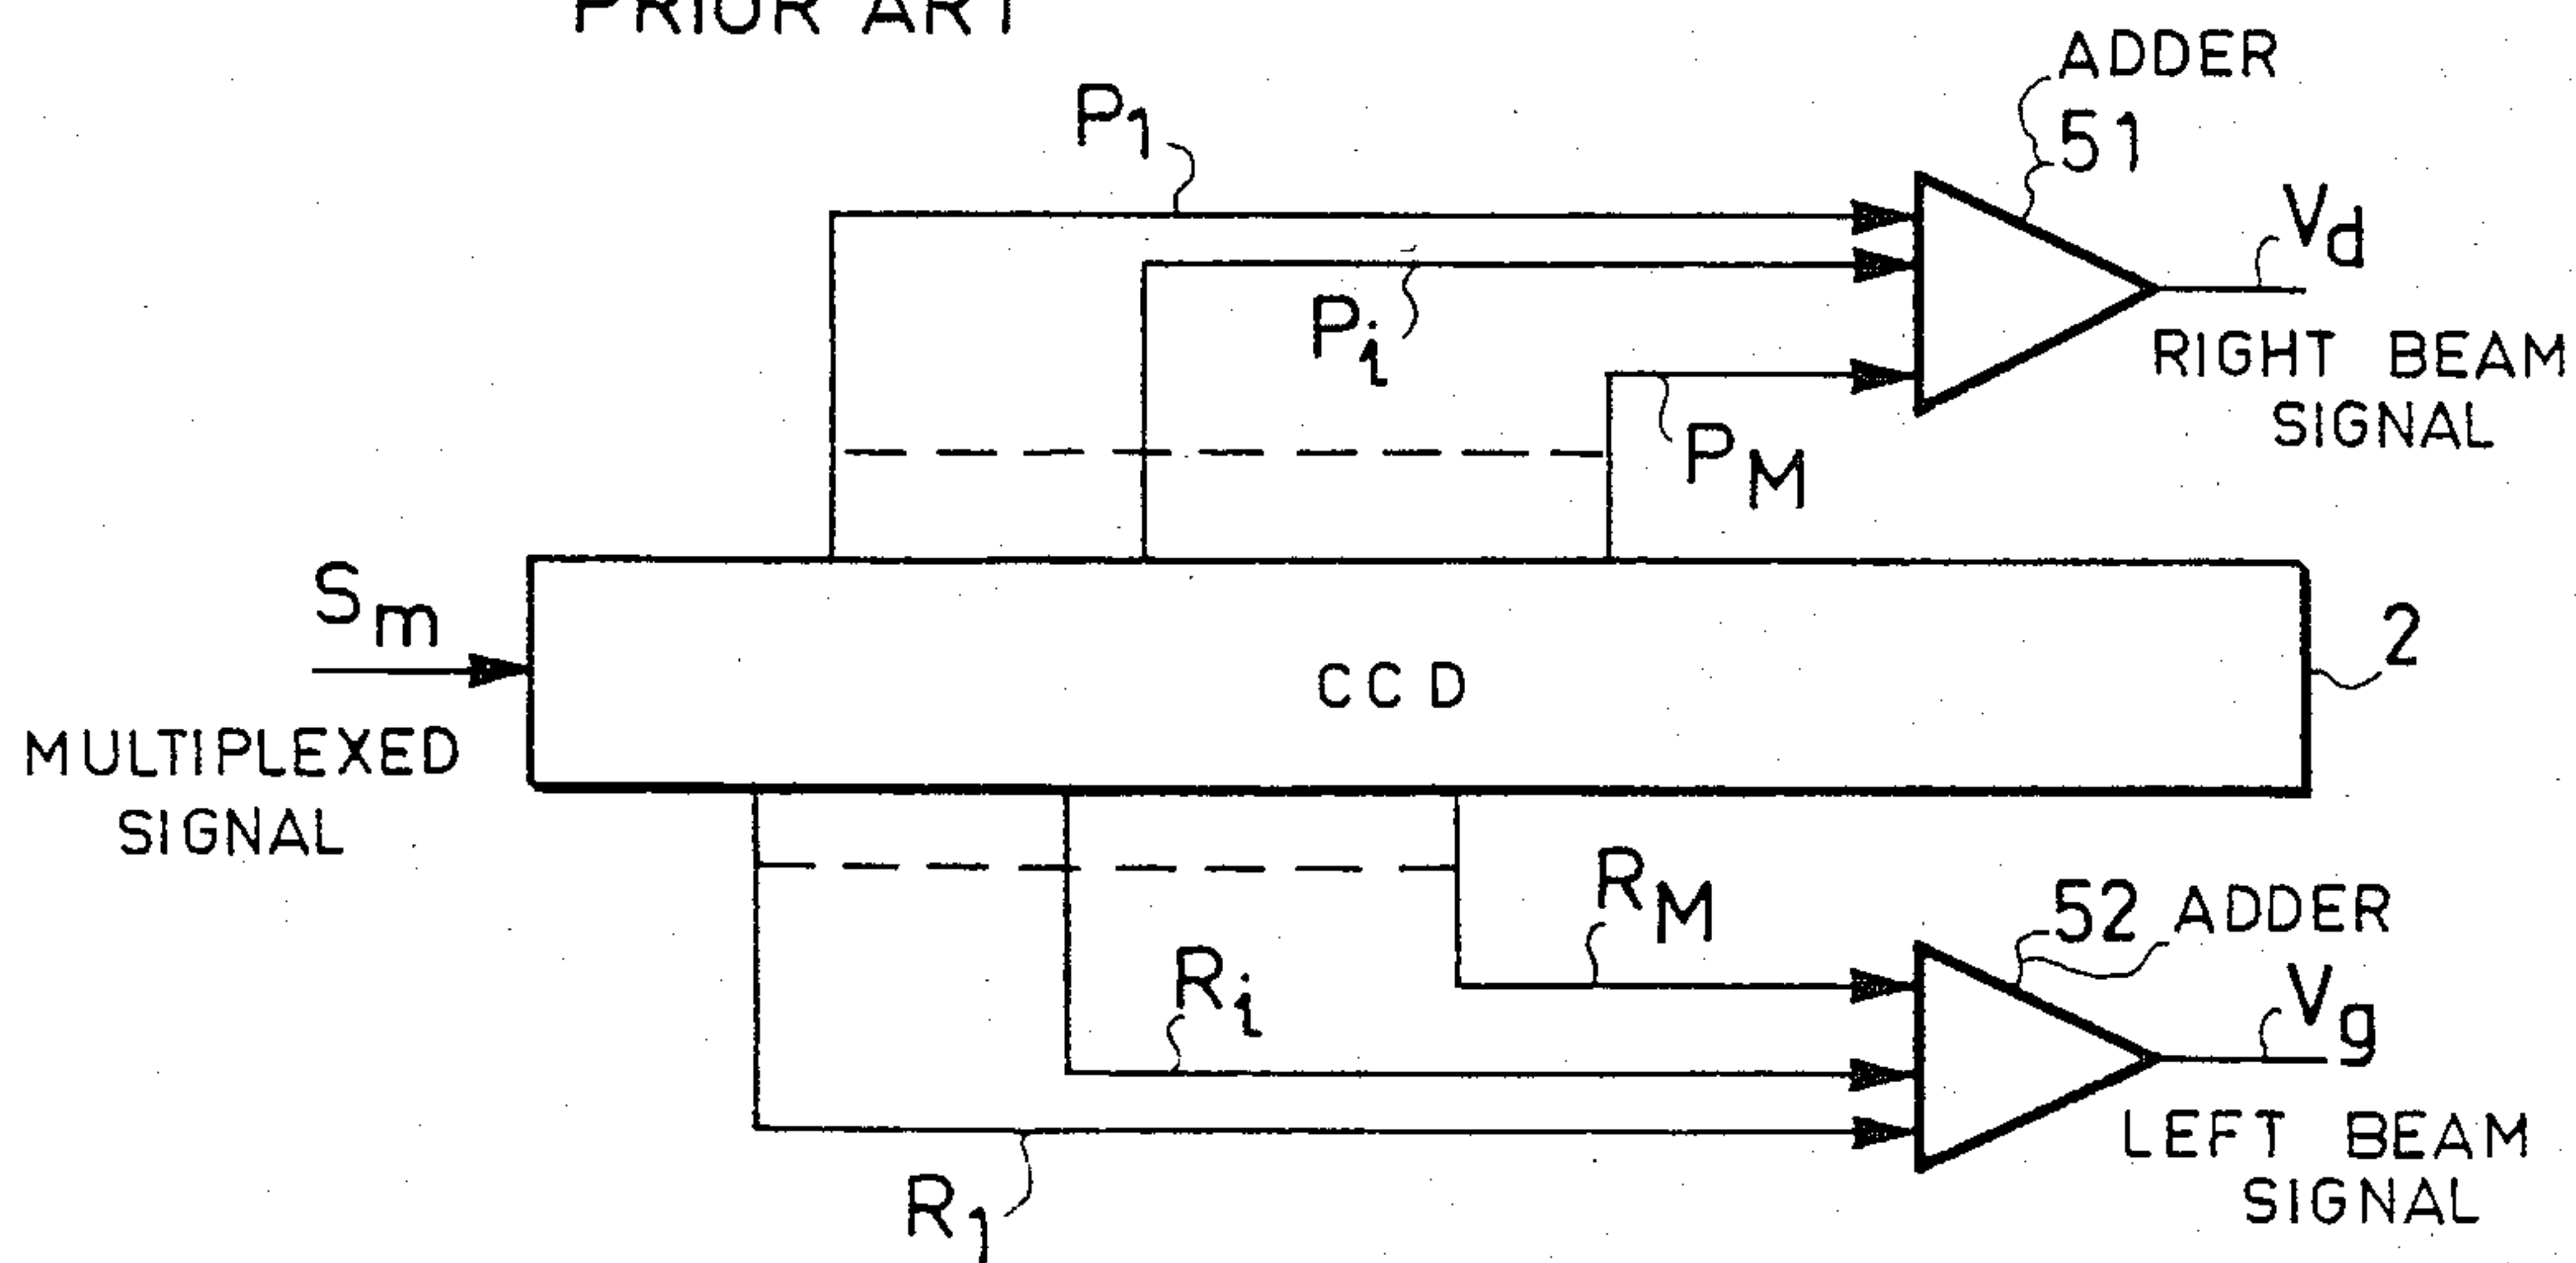 PRIOR ART
ADDER
51
P1
Vd
Pi
RIGHT BEAM
SIGNAL
PM
Sm
2
CCD
MULTIPLEXED
SIGNAL
RM
52 ADDER
Ri
Vg
LEFT BEAM
SIGNAL
R1